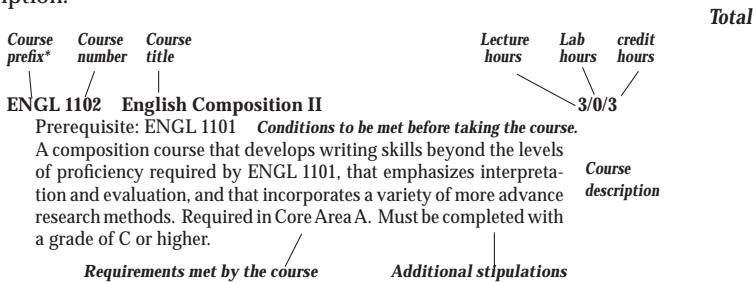 iption.
Total
Course Course Course Lecture Lab credit
prefix* number title hours hours hours
ENGL 1102 English Composition II 3/0/3
Prerequisite: ENGL 1101 Conditions to be met before taking the course.
A composition course that develops writing skills beyond the levels
of proficiency required by ENGL 1101, that emphasizes interpreta- Course
tion and evaluation, and that incorporates a variety of more advance description
research methods. Required in Core Area A. Must be completed with
a grade of C or higher.
Requirements met by the course Additional stipulations